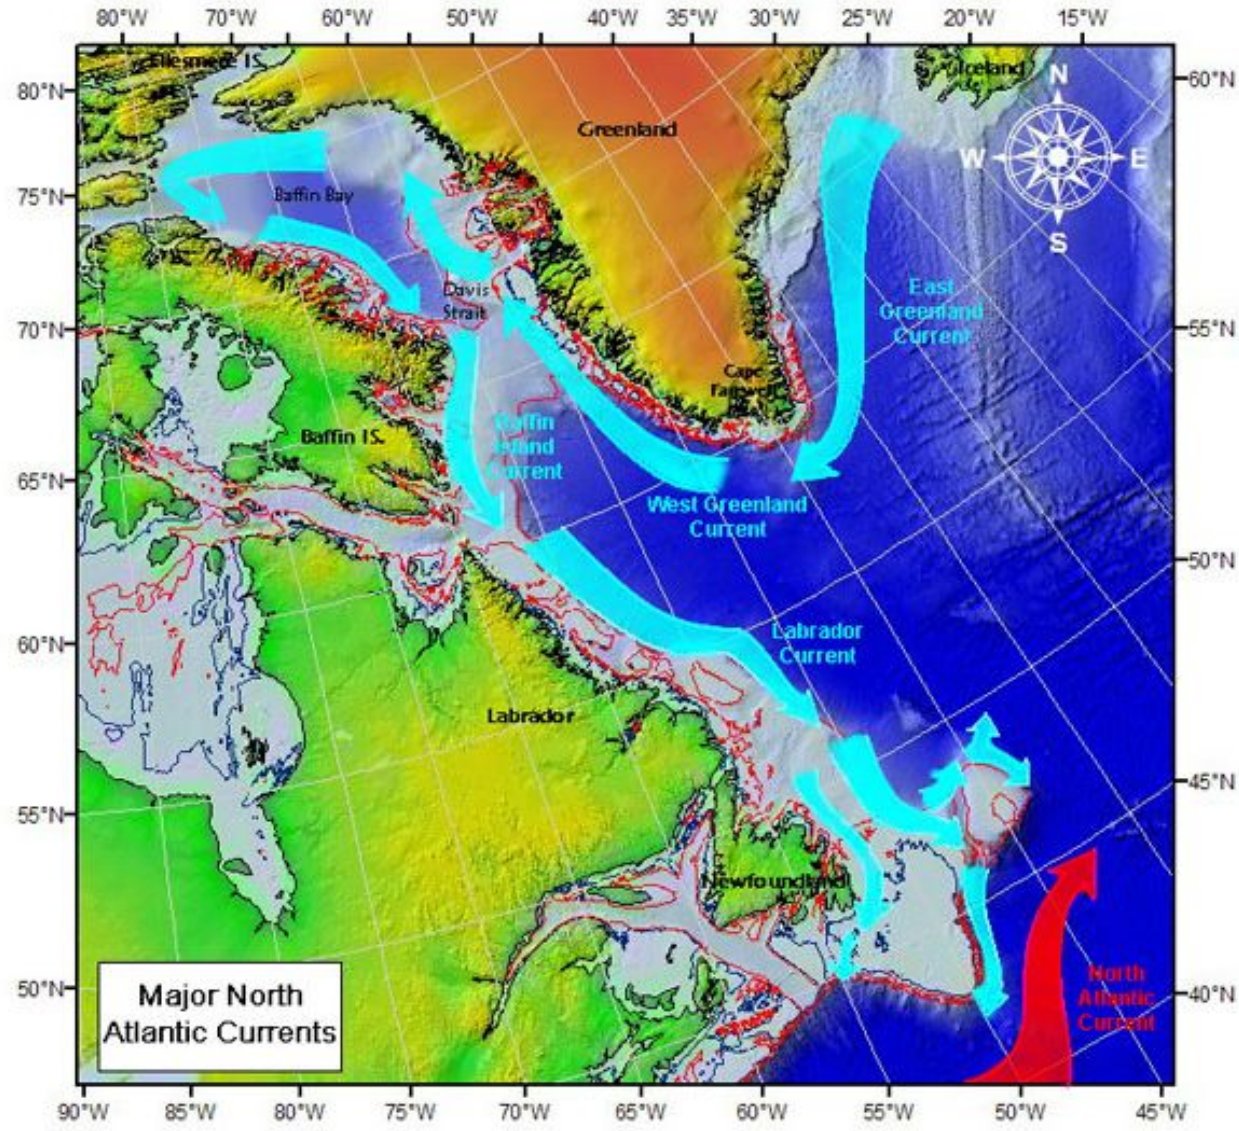 80°W 70°W 60°W 50°W 40°W 35°W 30°W 25°W 20°W 15°W
Ellesmere IS.
Iceland
N
80°N
60°N
Greenland
W
E
Baffin Bay
75°N
S
Davis
Strait
East
Greenland
Current
70°N
55°N
Cape
Farewell
Baffin
Island
Current
Baffin IS.
65°N
West Greenland
Current
50°N
Labrador
Current
60°N
Labrador
45°N
55°N
Newfoundland
North
Atlantic
Current
50°N
40°N
Major North
Atlantic Currents
90°W 85°W 80°W 75°W 70°W 65°W 60°W 55°W 50°W 45°W